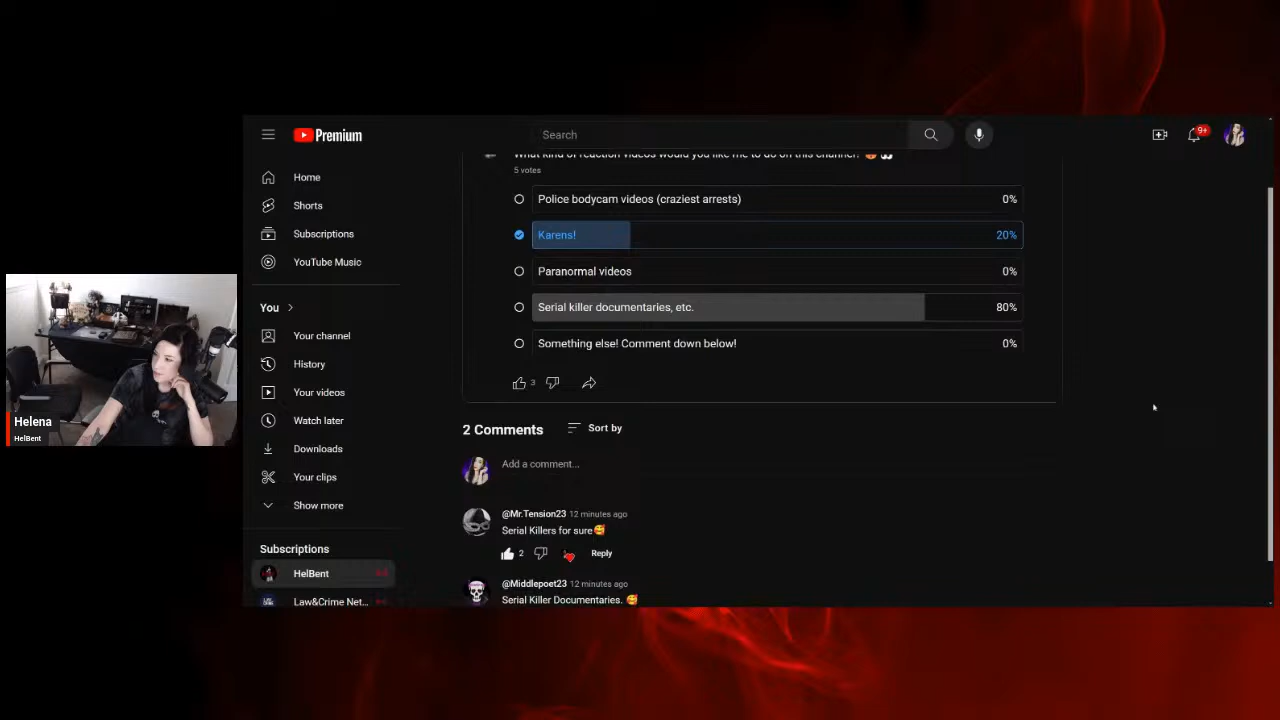 Premium
Search
9+
Home
Shorts
Subscriptions
YouTube Music
You
Your channel
History
Your videos
Watch later
Downloads
Your clips
Show more
Subscriptions
HelBent
Law&Crime Net...
What kind of reaction videos would you like me to do on this channel?
5 votes
Police bodycam videos (craziest arrests)
0%
Karens!
20%
Paranormal videos
0%
Serial killer documentaries, etc.
80%
Something else! Comment down below!
0%
3
2 Comments
Sort by
Add a comment...
@Mr.Tension23 12 minutes ago
Serial Killers for sure🥰
2
Reply
@Middlepoet23 12 minutes ago
Serial Killer Documentaries. 🥰
Helena
HelBent